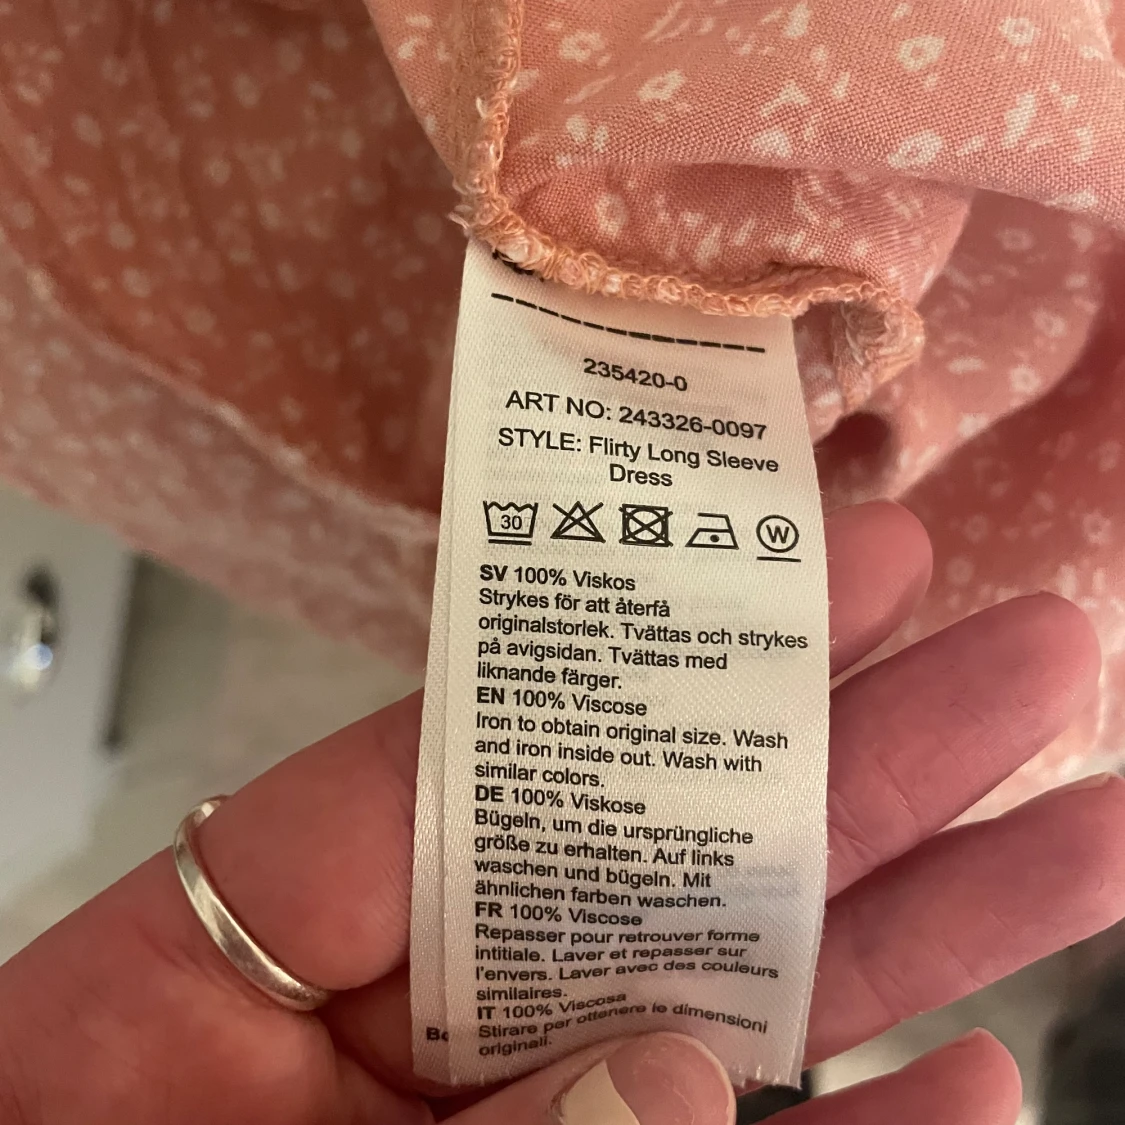 235420-0
ART NO: 243326-0097
STYLE: Flirty Long Sleeve
Dress
30
W
SV 100% Viskos
Strykes för att återfå
originalstorlek. Tvättas och strykes
på avigsidan. Tvättas med
liknande färger.
EN 100% Viscose
Iron to obtain original size. Wash
and iron inside out. Wash with
similar colors.
DE 100% Viskose
Bügeln, um die ursprüngliche
größe zu erhalten. Auf links
waschen und bügeln. Mit
ähnlichen farben waschen.
FR 100% Viscose
Repasser pour retrouver forme
intitiale. Laver et repasser sur
l'envers. Laver avec des couleurs
similaires.
IT 100% Viscosa
Stirare per ottenere le dimensioni
originali.